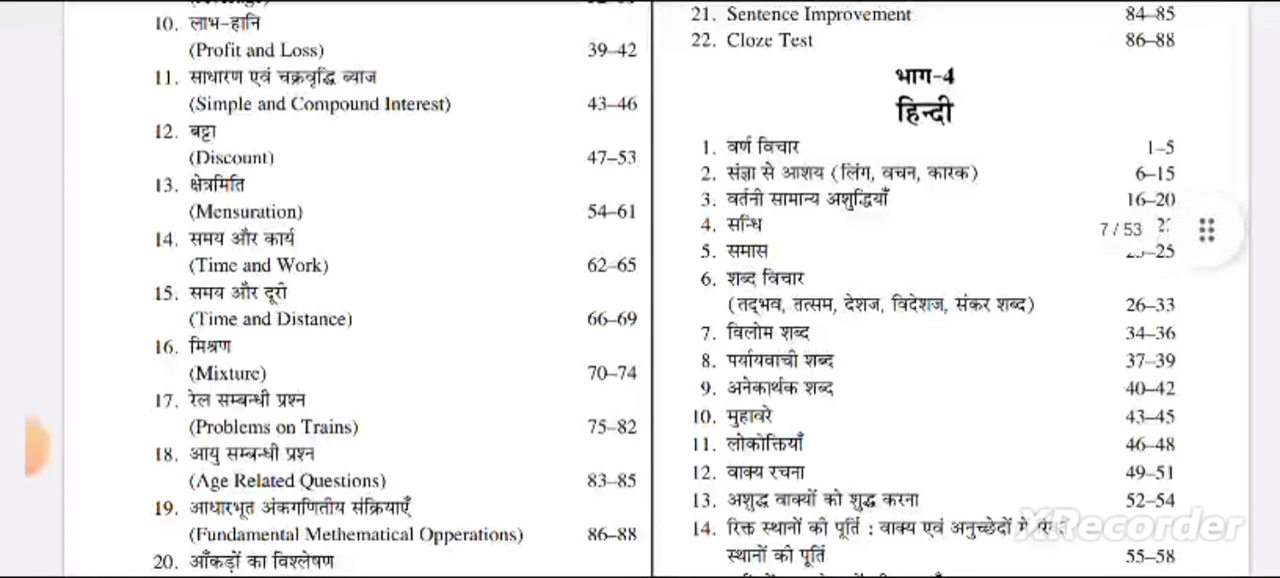 10. लाभ-हानि
(Profit and Loss) 39–42
11. साधारण एवं चक्रवृद्धि ब्याज
(Simple and Compound Interest) 43–46
12. बट्टा
(Discount) 47–53
13. क्षेत्रमिति
(Mensuration) 54–61
14. समय और कार्य
(Time and Work) 62–65
15. समय और दूरी
(Time and Distance) 66–69
16. मिश्रण
(Mixture) 70–74
17. रेल सम्बन्धी प्रश्न
(Problems on Trains) 75–82
18. आयु सम्बन्धी प्रश्न
(Age Related Questions) 83–85
19. आधारभूत अंकगणितीय संक्रियाएँ
(Fundamental Methematical Opperations) 86–88
20. आँकड़ों का विश्लेषण
21. Sentence Improvement 84–85
22. Cloze Test 86–88
भाग-4
हिन्दी
1. वर्ण विचार 1–5
2. संज्ञा से आशय (लिंग, वचन, कारक) 6–15
3. वर्तनी सामान्य अशुद्धियाँ 16–20
4. सन्धि
7 / 53
5. समास –25
6. शब्द विचार
(तद्भव, तत्सम, देशज, विदेशज, संकर शब्द) 26–33
7. विलोम शब्द 34–36
8. पर्यायवाची शब्द 37–39
9. अनेकार्थक शब्द 40–42
10. मुहावरे 43–45
11. लोकोक्तियाँ 46–48
12. वाक्य रचना 49–51
13. अशुद्ध वाक्यों को शुद्ध करना 52–54
14. रिक्त स्थानों की पूर्ति : वाक्य एवं अनुच्छेदों में
स्थानों की पूर्ति 55–58
XRecorder